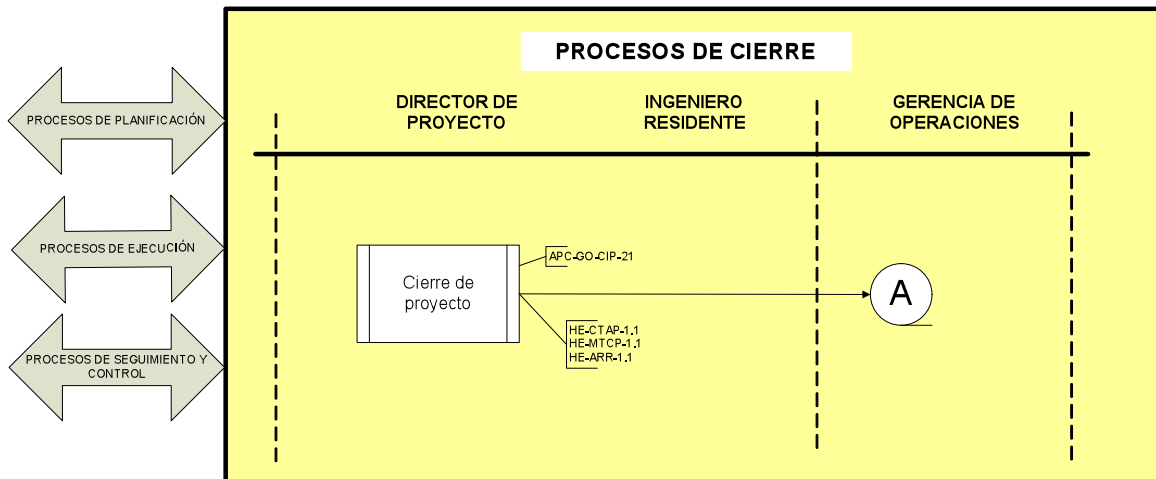 PROCESOS DE CIERRE
DIRECTOR DE
PROYECTO
INGENIERO
RESIDENTE
GERENCIA DE
OPERACIONES
PROCESOS DE PLANIFICACIÓN
PROCESOS DE EJECUCIÓN
PROCESOS DE SEGUIMIENTO Y
CONTROL
APC-GO-CIP-21
Cierre de
proyecto
A
HE-CTAP-1.1
HE-MTCP-1.1
HE-ARR-1.1